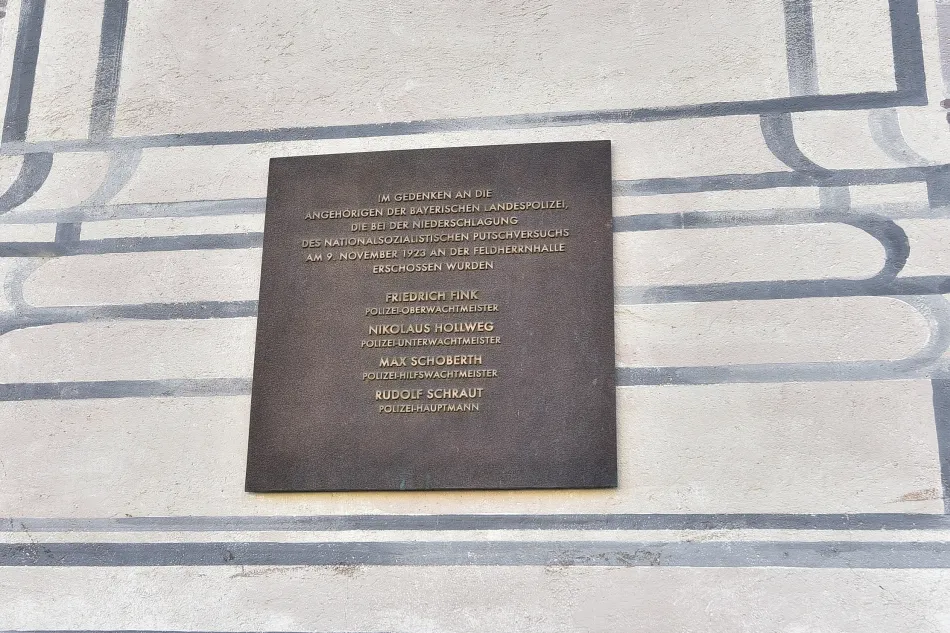 IM GEDENKEN AN DIE
ANGEHÖRIGEN DER BAYERISCHEN LANDESPOLIZEI,
DIE BEI DER NIEDERSCHLAGUNG
DES NATIONALSOZIALISTISCHEN PUTSCHVERSUCHS
AM 9. NOVEMBER 1923 AN DER FELDHERRNHALLE
ERSCHOSSEN WURDEN
FRIEDRICH FINK
POLIZEI-OBERWACHTMEISTER
NIKOLAUS HOLLWEG
POLIZEI-UNTERWACHTMEISTER
MAX SCHOBERTH
POLIZEI-HILFSWACHTMEISTER
RUDOLF SCHRAUT
POLIZEI-HAUPTMANN